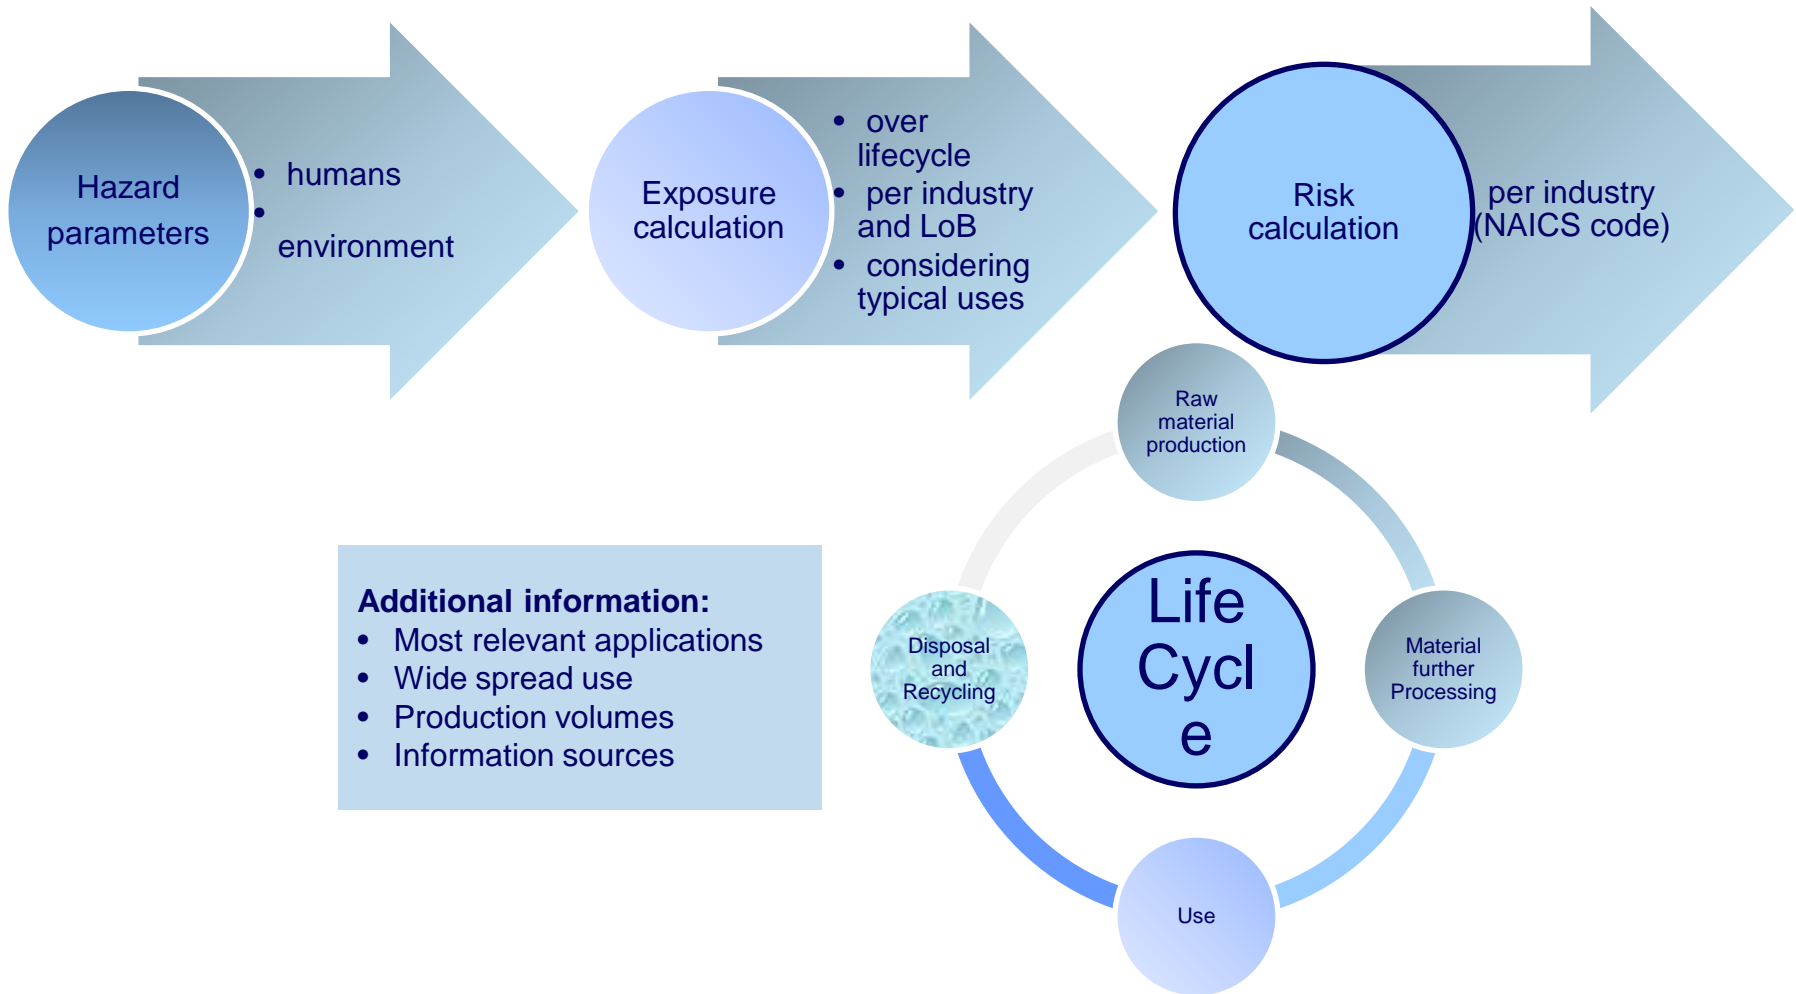 Hazard
parameters
• humans
•
environment
Exposure
calculation
• over
lifecycle
• per industry
and LoB
• considering
typical uses
Risk
calculation
per industry
(NAICS code)
Raw
material
production
Additional information:
• Most relevant applications
• Wide spread use
• Production volumes
• Information sources
Disposal
and
Recycling
Life
Cycl
e
Material
further
Processing
Use